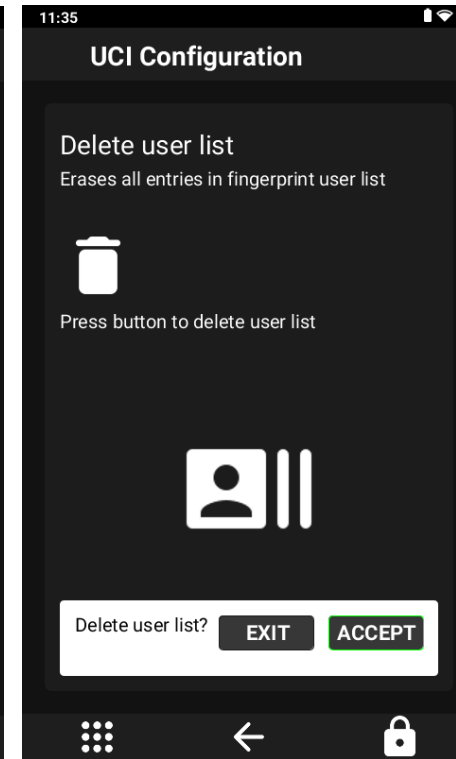 11:35
UCI Configuration
Delete user list
Erases all entries in fingerprint user list
Press button to delete user list
Delete user list? EXIT ACCEPT